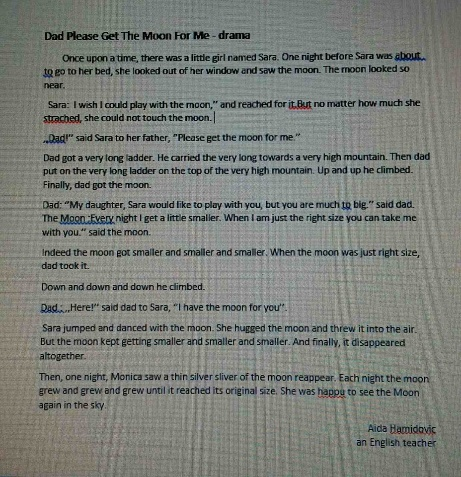 Dad Please Get The Moon For Me - drama
Once upon a time, there was a little girl named Sara. One night before Sara was about
to go to her bed, she looked out of her window and saw the moon. The moon looked so
near.
Sara: I wish I could play with the moon,” and reached for it.But no matter how much she
strached, she could not touch the moon.
„Dad!” said Sara to her father, “Please get the moon for me.”
Dad got a very long ladder. He carried the very long towards a very high mountain. Then dad
put on the very long ladder on the top of the very high mountain. Up and up he climbed.
Finally, dad got the moon.
Dad: “My daughter, Sara would like to play with you, but you are much to big.” said dad.
The Moon :Every night I get a little smaller. When I am just the right size you can take me
with you.” said the moon.
Indeed the moon got smaller and smaller and smaller. When the moon was just right size,
dad took it.
Down and down and down he climbed.
Dad : „Here!” said dad to Sara, “I have the moon for you”.
Sara jumped and danced with the moon. She hugged the moon and threw it into the air.
But the moon kept getting smaller and smaller and smaller. And finally, it disappeared
altogether.
Then, one night, Monica saw a thin silver sliver of the moon reappear. Each night the moon
grew and grew and grew until it reached its original size. She was happu to see the Moon
again in the sky.
Aida Hamidovic
an English teacher